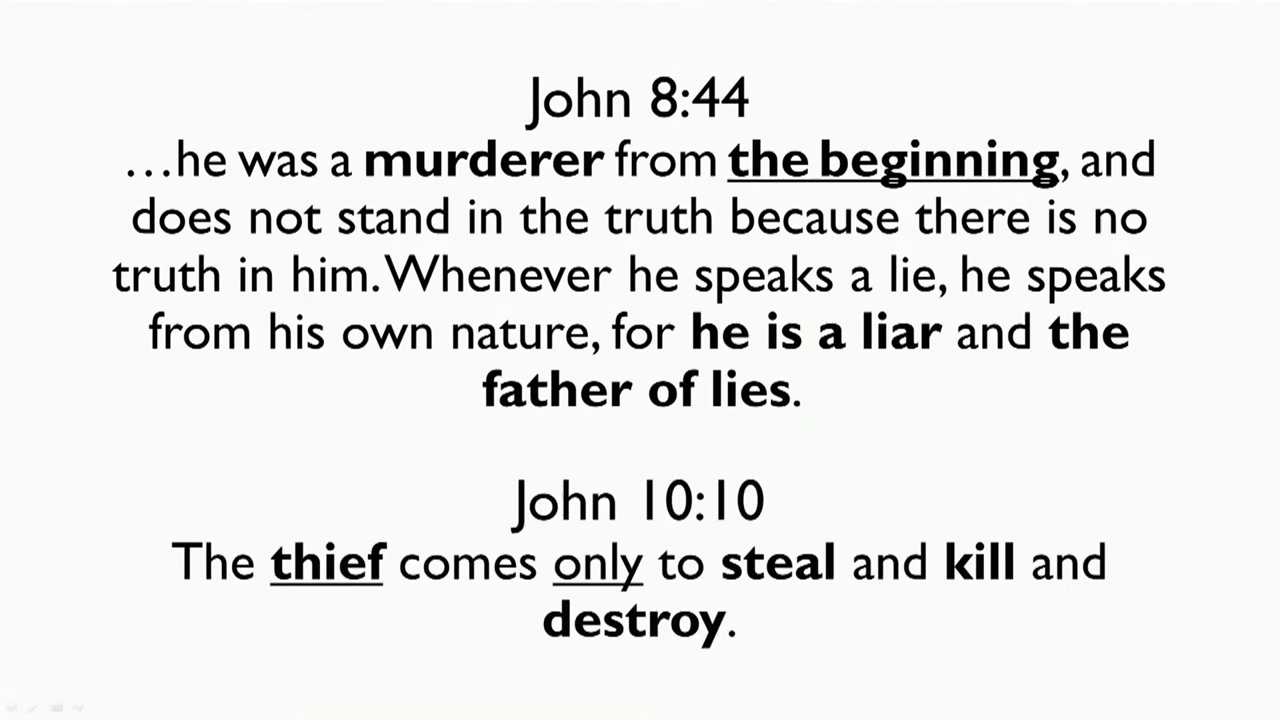 John 8:44
…he was a murderer from the beginning, and
does not stand in the truth because there is no
truth in him. Whenever he speaks a lie, he speaks
from his own nature, for he is a liar and the
father of lies.
John 10:10
The thief comes only to steal and kill and
destroy.